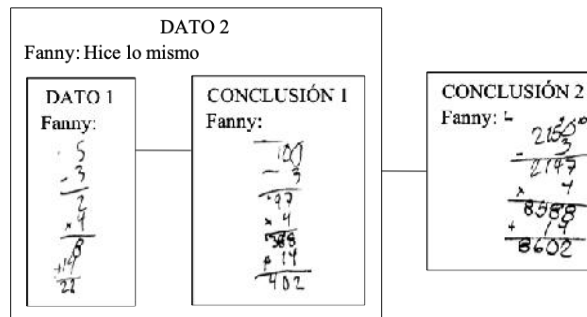 DATO 2
Fanny: Hice lo mismo
DATO 1
Fanny:
5
- 3
2
x 4
8
+14
22
CONCLUSIÓN 1
Fanny:
100
- 3
97
x 4
388
+ 14
402
CONCLUSIÓN 2
Fanny:
2150
- 3
2147
x 4
8588
+ 14
8602